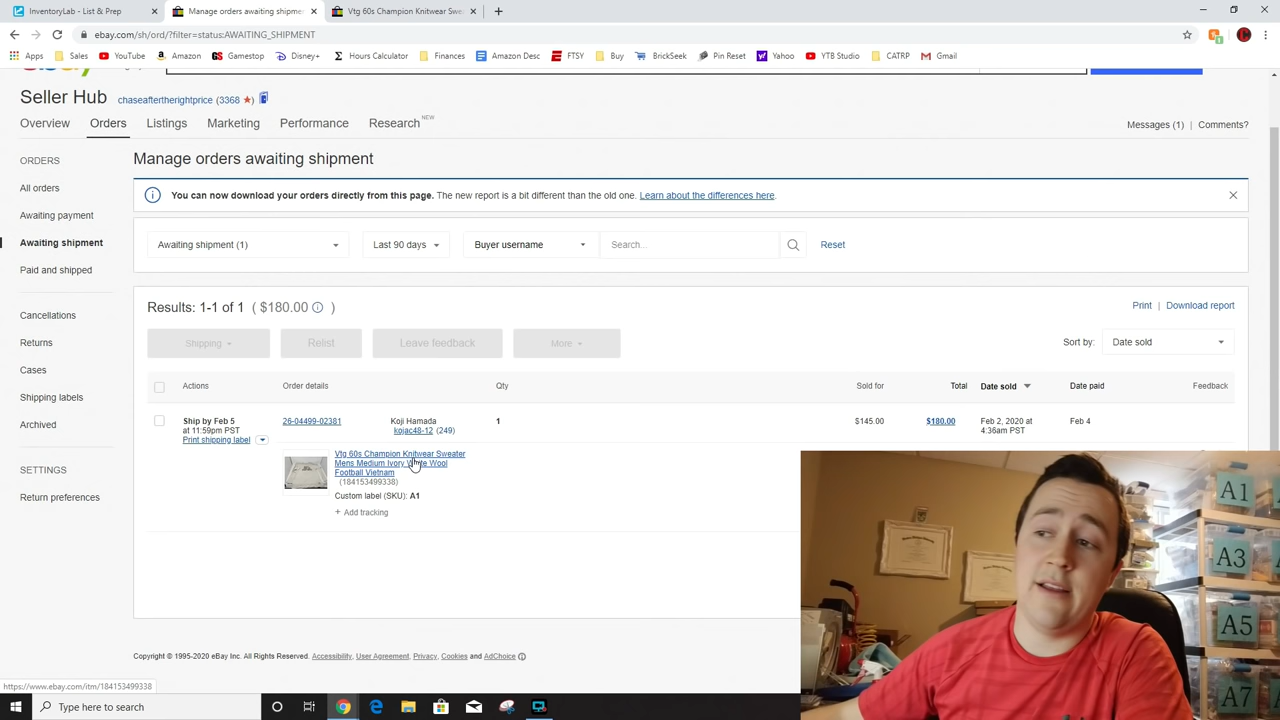 InventoryLab - List & Prep
Manage orders awaiting shipmen
Vtg 60s Champion Knitwear Swea
ebay.com/sh/ord/?filter=status:AWAITING_SHIPMENT
Apps
Sales
YouTube
Amazon
Gamestop
Disney+
Hours Calculator
Finances
Amazon Desc
FTSY
Buy
BrickSeek
Pin Reset
Yahoo
YTB Studio
CATRP
Gmail
Seller Hub
chaseaftertherightprice (3368 ★)
Overview
Orders
Listings
Marketing
Performance
Research NEW
Messages (1) | Comments?
ORDERS
All orders
Awaiting payment
Awaiting shipment
Paid and shipped
Cancellations
Returns
Cases
Shipping labels
Archived
SETTINGS
Return preferences
Manage orders awaiting shipment
You can now download your orders directly from this page. The new report is a bit different than the old one. Learn about the differences here.
Awaiting shipment (1)
Last 90 days
Buyer username
Search...
Reset
Results: 1-1 of 1 ( $180.00 )
Print | Download report
Shipping
Relist
Leave feedback
More
Sort by:
Date sold
Actions
Order details
Qty
Sold for
Total
Date sold
Date paid
Feedback
Ship by Feb 5
at 11:59pm PST
Print shipping label
26-04499-02381
Koji Hamada
kojac48-12 (249)
1
$145.00
$180.00
Feb 2, 2020 at
4:36am PST
Feb 4
Vtg 60s Champion Knitwear Sweater
Mens Medium Ivory White Wool
Football Vietnam
(184153499338)
Custom label (SKU): A1
+ Add tracking
A1
A3
A5
A7
Copyright © 1995-2020 eBay Inc. All Rights Reserved. Accessibility, User Agreement, Privacy, Cookies and AdChoice
https://www.ebay.com/itm/184153499338
Type here to search